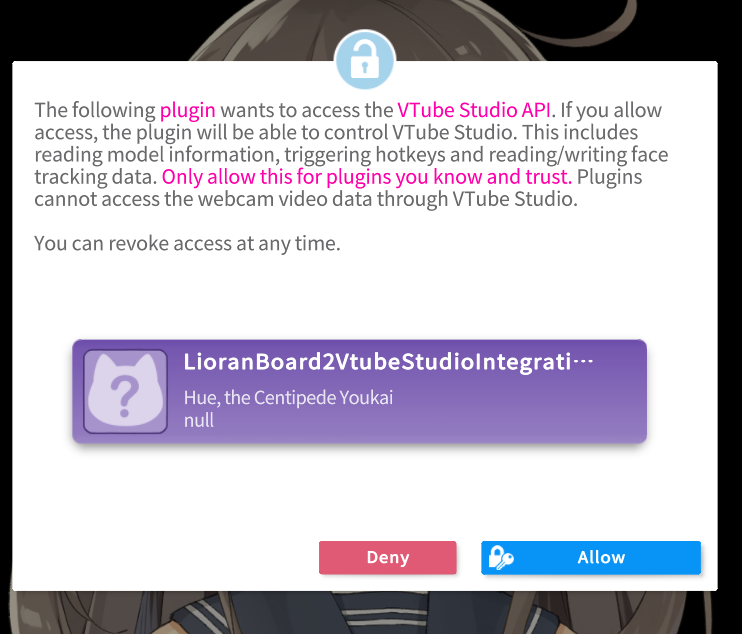 The following plugin wants to access the VTube Studio API. If you allow
access, the plugin will be able to control VTube Studio. This includes
reading model information, triggering hotkeys and reading/writing face
tracking data. Only allow this for plugins you know and trust. Plugins
cannot access the webcam video data through VTube Studio.
You can revoke access at any time.
LioranBoard2VtubeStudioIntegrati···
Hue, the Centipede Youkai
null
Deny
Allow